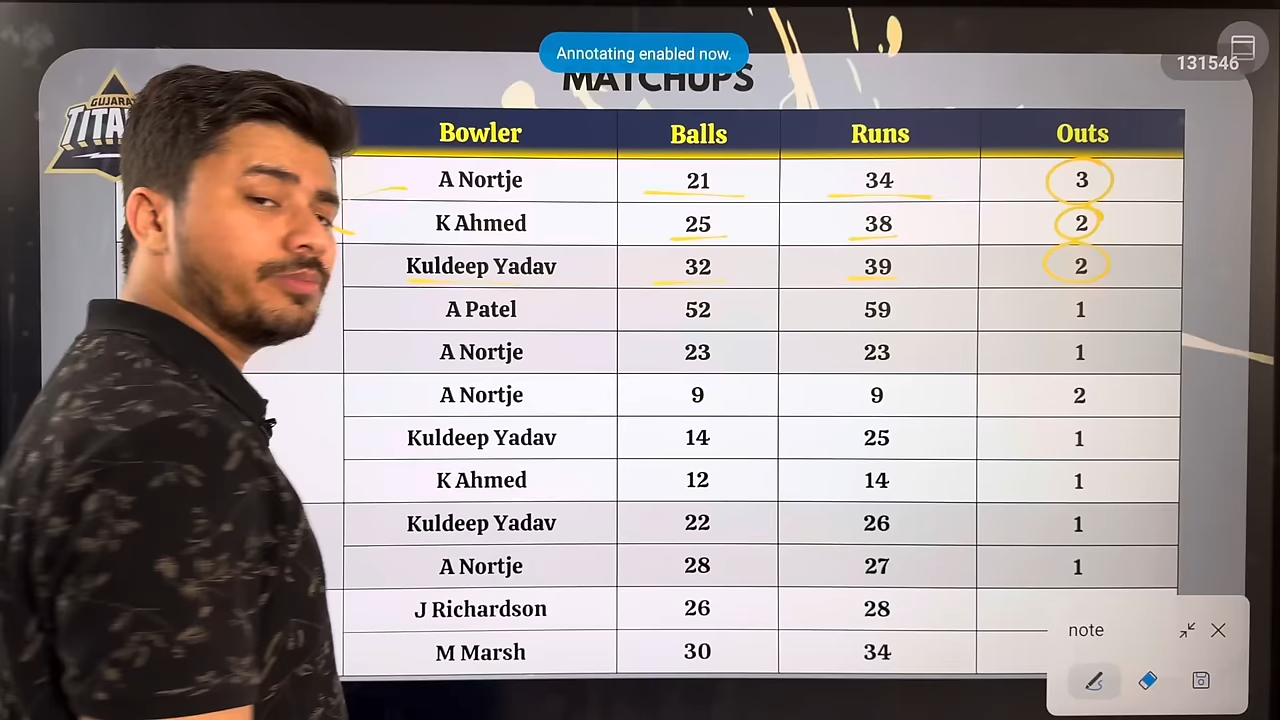 Annotating enabled now.
131546
MATCHUPS
GUJARA
TITA
Bowler Balls Runs Outs
A Nortje 21 34 3
K Ahmed 25 38 2
Kuldeep Yadav 32 39 2
A Patel 52 59 1
A Nortje 23 23 1
A Nortje 9 9 2
Kuldeep Yadav 14 25 1
K Ahmed 12 14 1
Kuldeep Yadav 22 26 1
A Nortje 28 27 1
J Richardson 26 28
M Marsh 30 34
note